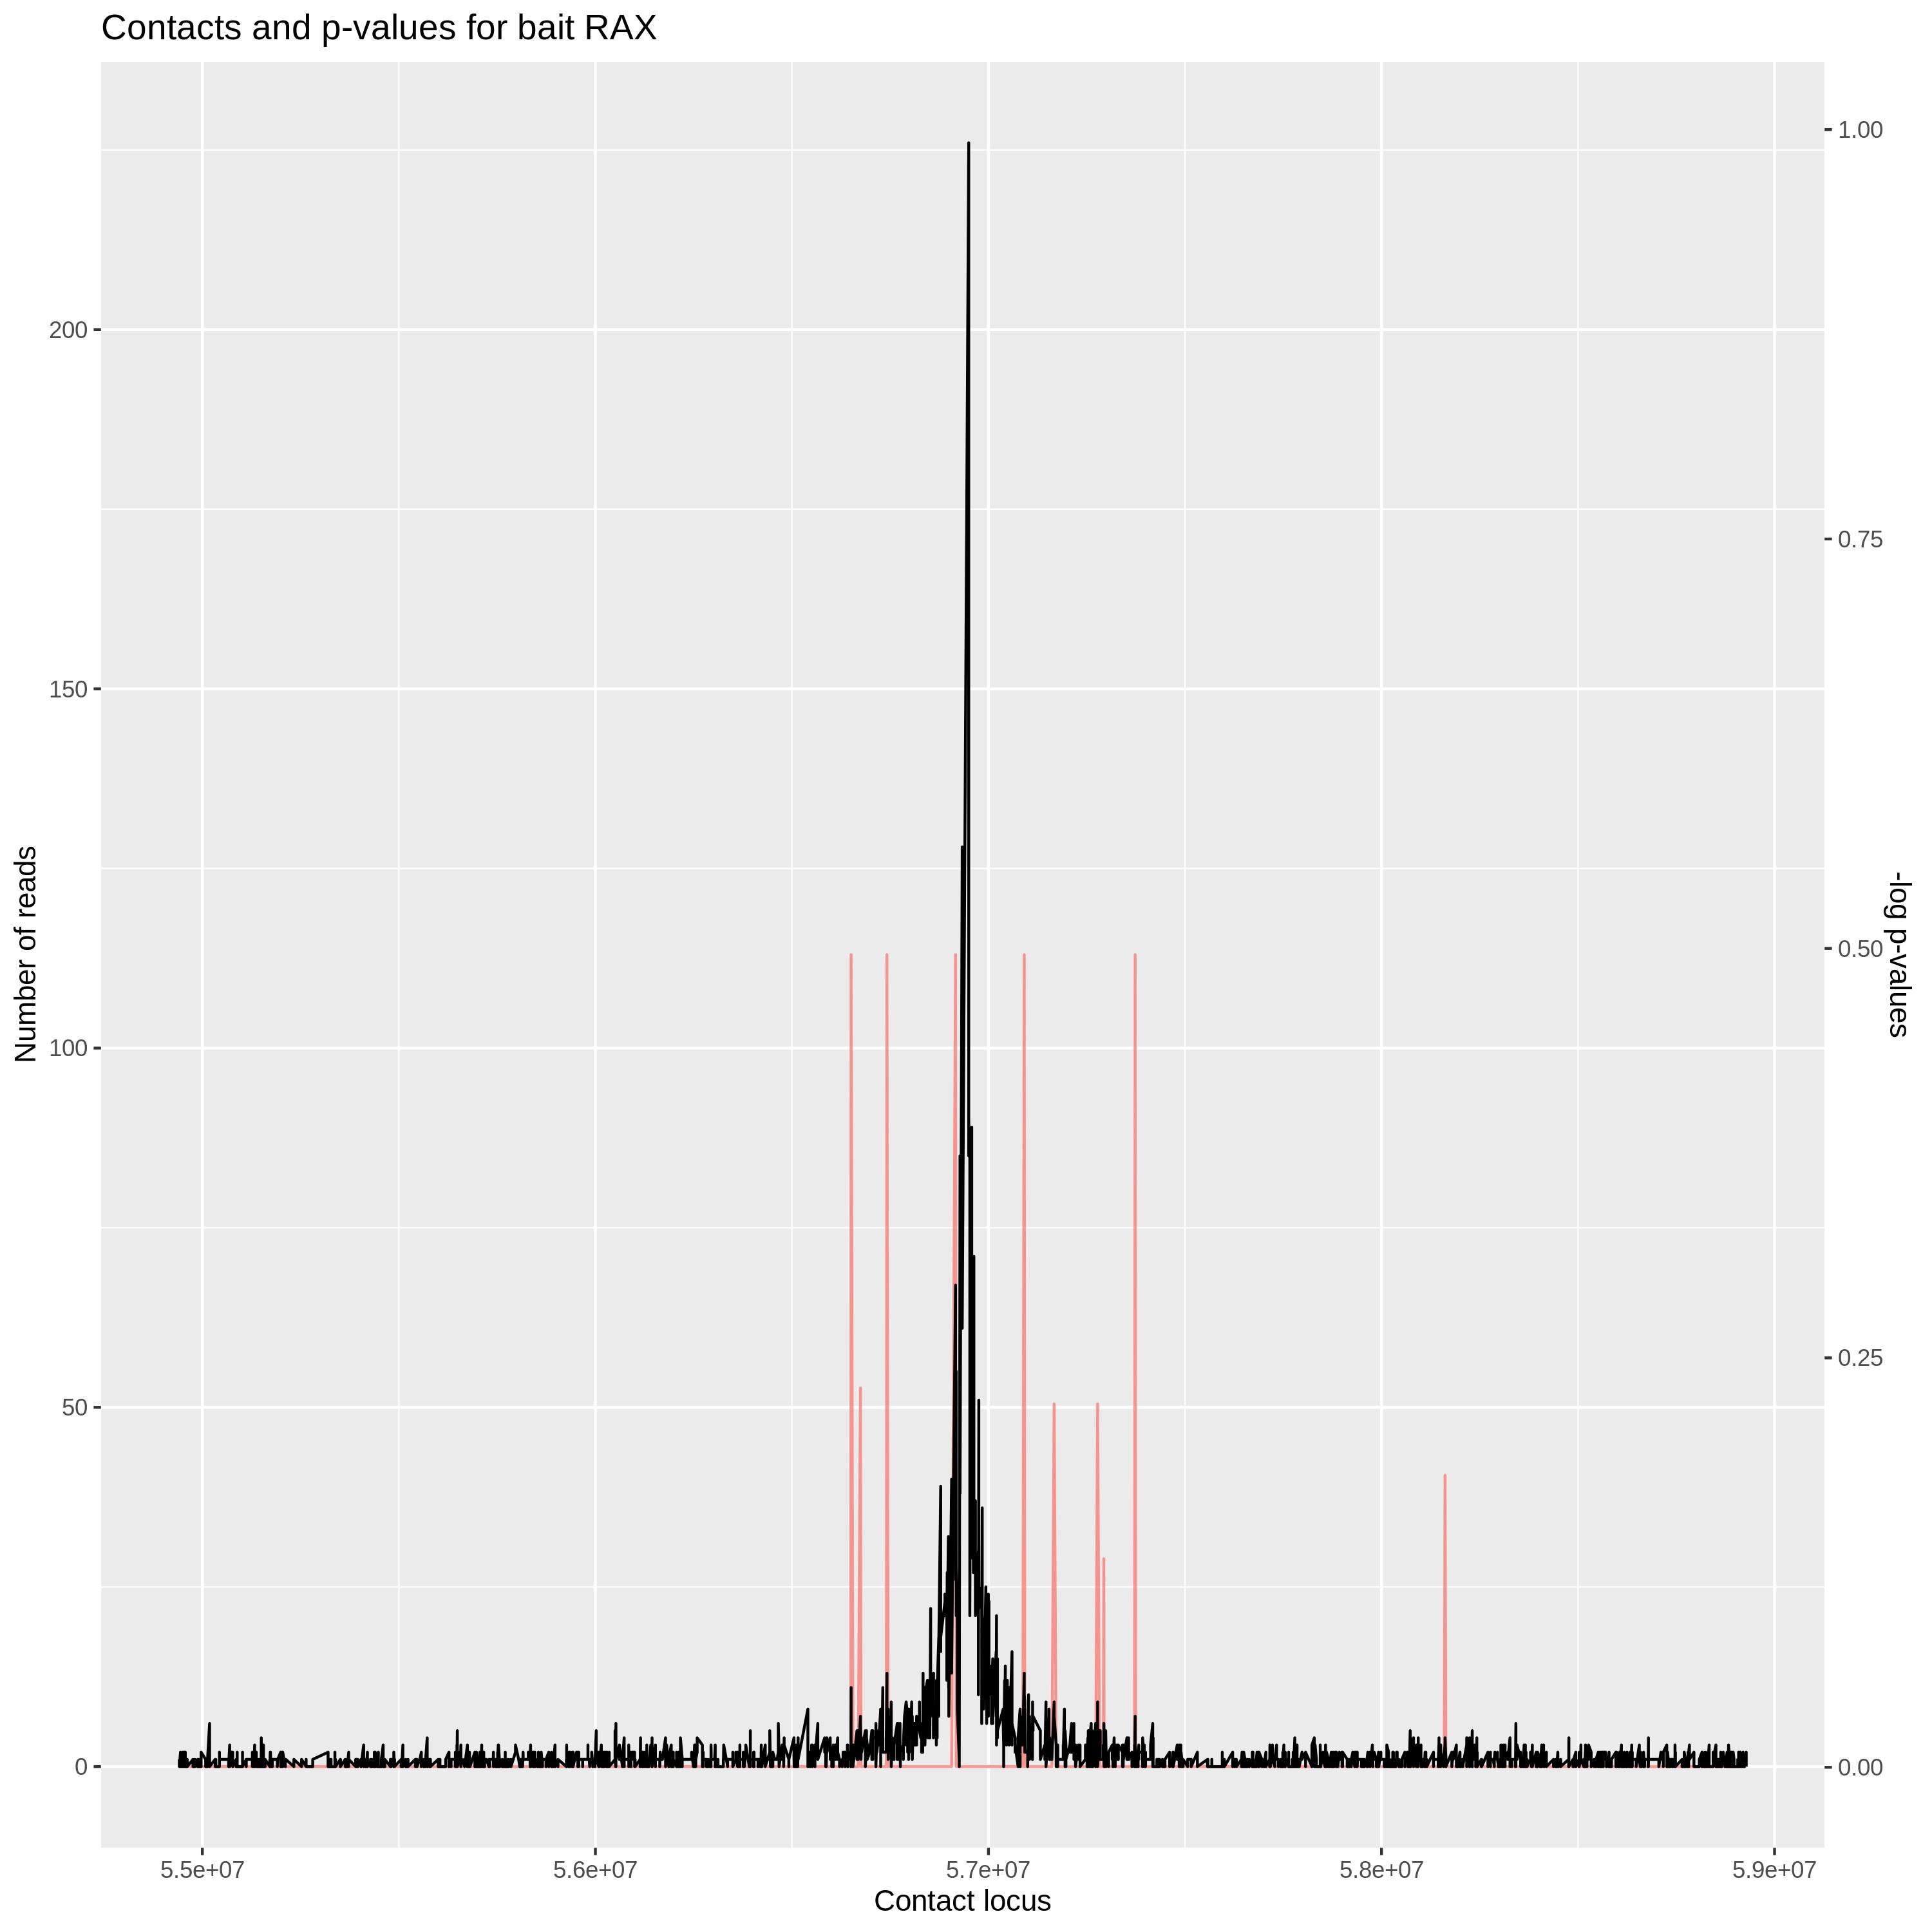 Contacts and p-values for bait RAX
Number of reads
200
150
100
50
0
1.00
0.75
0.50
0.25
0.00
-log p-values
5.5e+07 5.6e+07 5.7e+07 5.8e+07 5.9e+07
Contact locus